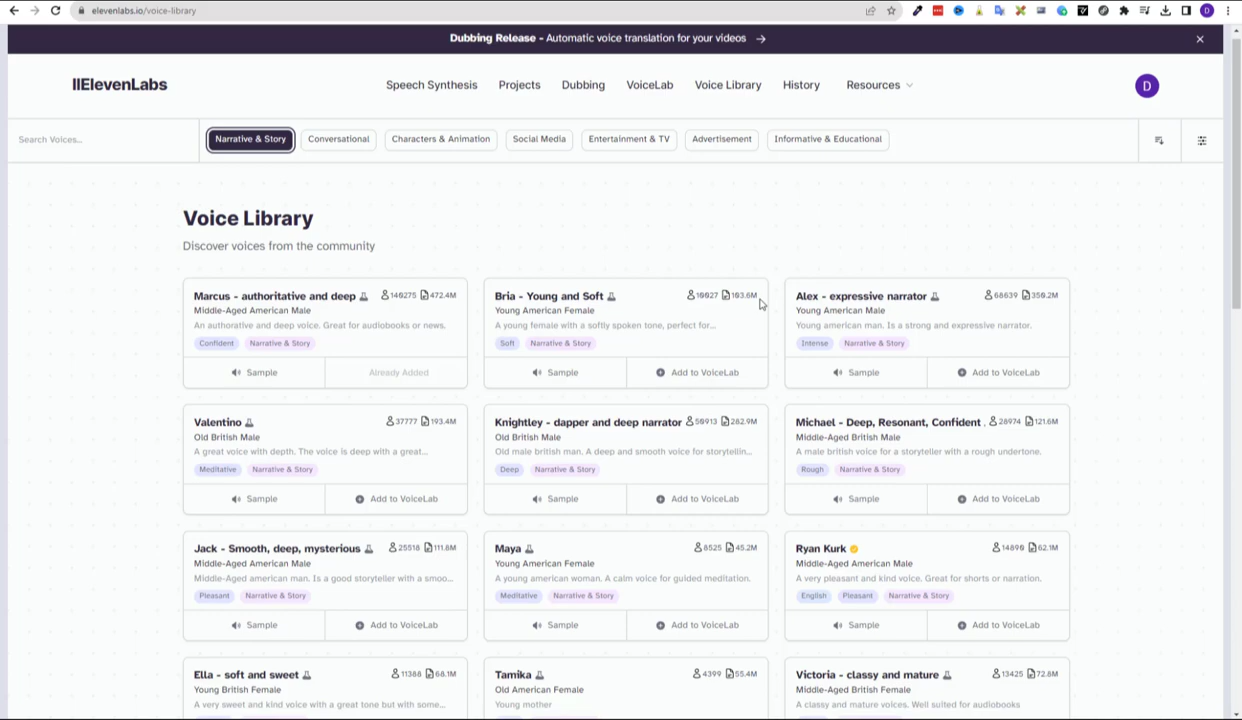 elevenlabs.io/voice-library
D
Dubbing Release - Automatic voice translation for your videos →
IIElevenLabs
Speech Synthesis
Projects
Dubbing
VoiceLab
Voice Library
History
Resources
D
Search Voices...
Narrative & Story
Conversational
Characters & Animation
Social Media
Entertainment & TV
Advertisement
Informative & Educational
Voice Library
Discover voices from the community
Marcus - authoritative and deep 140275 472.4M
Middle-Aged American Male
An authorative and deep voice. Great for audiobooks or news.
Confident Narrative & Story
Sample Already Added
Bria - Young and Soft 10027 103.6M
Young American Female
A young female with a softly spoken tone, perfect for...
Soft Narrative & Story
Sample Add to VoiceLab
Alex - expressive narrator 68639 350.2M
Young American Male
Young american man. Is a strong and expressive narrator.
Intense Narrative & Story
Sample Add to VoiceLab
Valentino 37777 193.4M
Old British Male
A great voice with depth. The voice is deep with a great...
Meditative Narrative & Story
Sample Add to VoiceLab
Knightley - dapper and deep narrator 50913 282.9M
Old British Male
Old male british man. A deep and smooth voice for storytellin...
Deep Narrative & Story
Sample Add to VoiceLab
Michael - Deep, Resonant, Confident . 28974 121.6M
Middle-Aged British Male
A male british voice for a storyteller with a rough undertone.
Rough Narrative & Story
Sample Add to VoiceLab
Jack - Smooth, deep, mysterious 25518 111.8M
Middle-Aged American Male
Middle-Aged american man. Is a good storyteller with a smoo...
Pleasant Narrative & Story
Sample Add to VoiceLab
Maya 8525 45.2M
Young American Female
A young american woman. A calm voice for guided meditation.
Meditative Narrative & Story
Sample Add to VoiceLab
Ryan Kurk 14896 62.1M
Middle-Aged American Male
A very pleasant and kind voice. Great for shorts or narration.
English Pleasant Narrative & Story
Sample Add to VoiceLab
Ella - soft and sweet 11388 68.1M
Young British Female
A very sweet and kind voice with a great tone but with some...
Tamika 4399 55.4M
Old American Female
Young mother
Victoria - classy and mature 13425 72.8M
Middle-Aged British Female
A classy and mature voices. Well suited for audiobooks